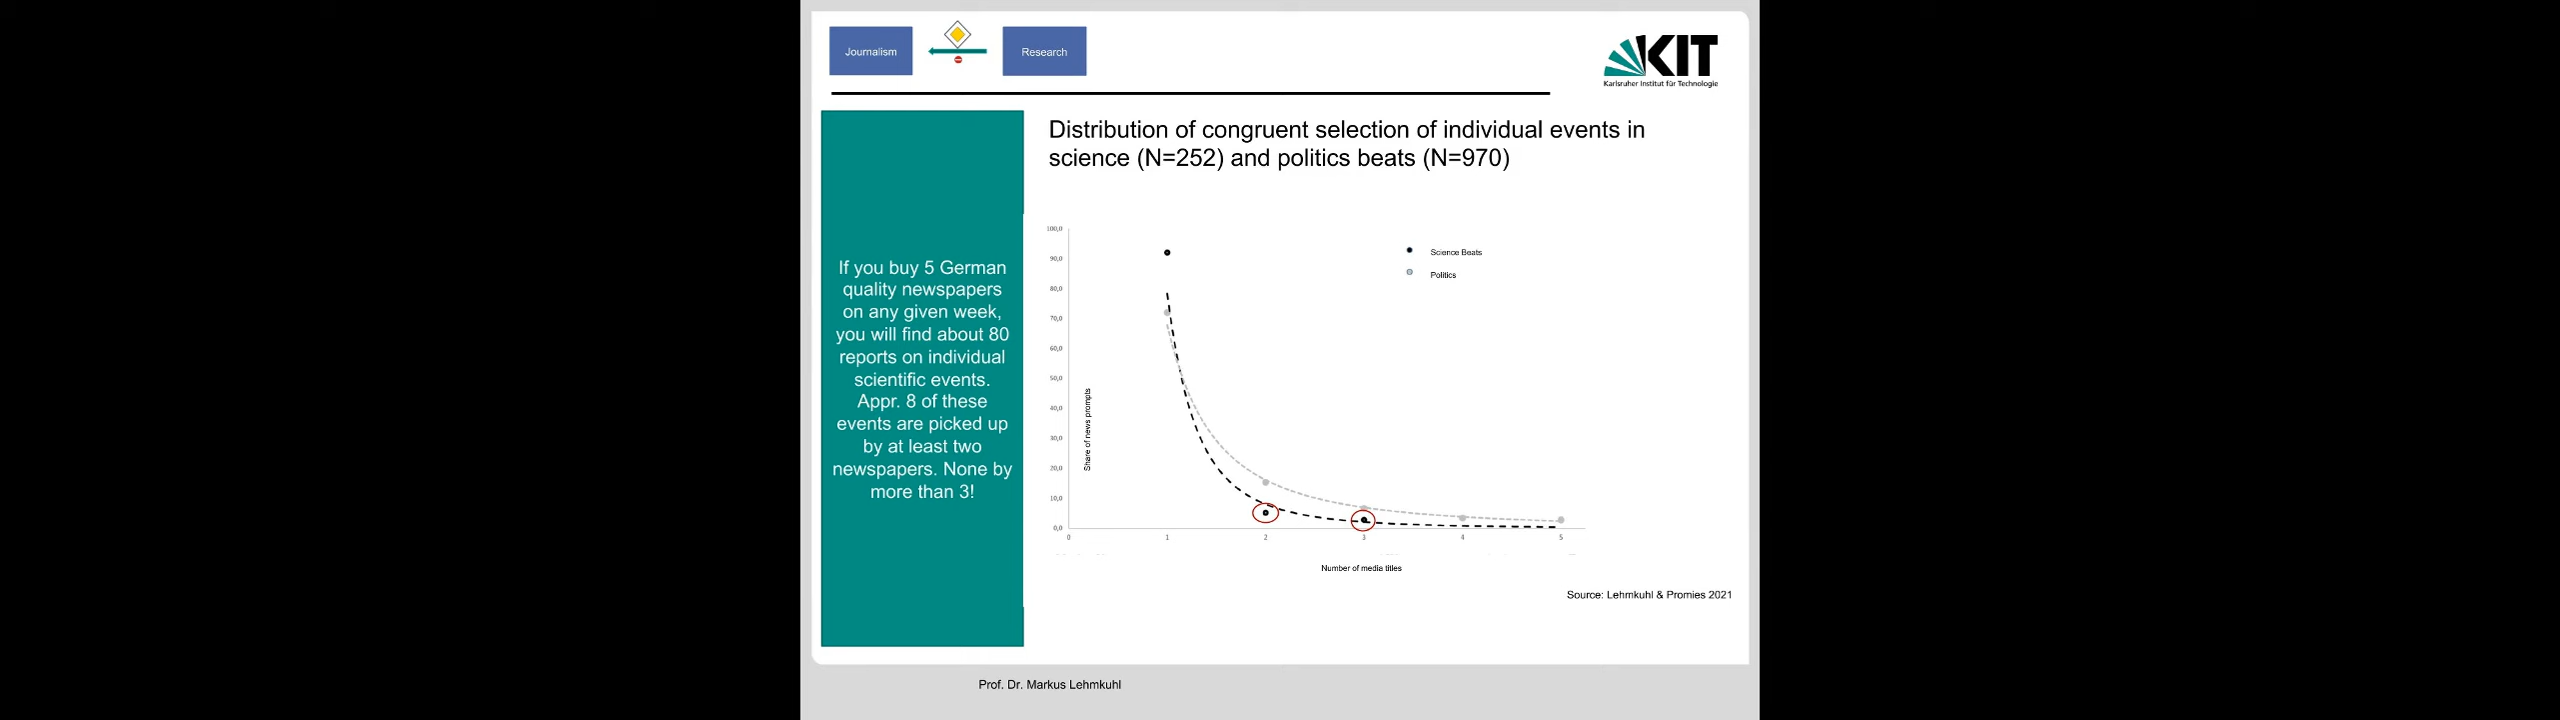 Journalism
Research
KIT
Karlsruher Institut für Technologie
Distribution of congruent selection of individual events in
science (N=252) and politics beats (N=970)
If you buy 5 German
quality newspapers
on any given week,
you will find about 80
reports on individual
scientific events.
Appr. 8 of these
events are picked up
by at least two
newspapers. None by
more than 3!
100,0
90,0
80,0
70,0
60,0
50,0
40,0
30,0
20,0
10,0
0,0
Share of news prompts
Science Beats
Politics
0 1 2 3 4 5
Number of media titles
Source: Lehmkuhl & Promies 2021
Prof. Dr. Markus Lehmkuhl